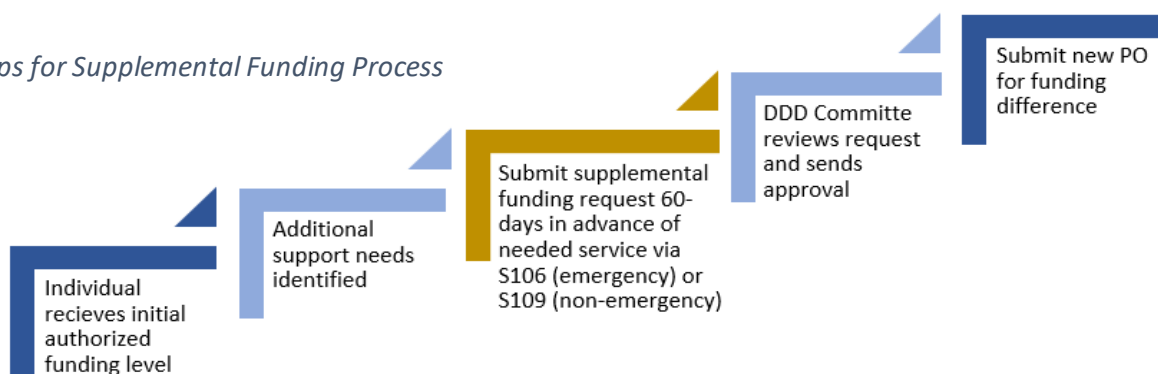 ps for Supplemental Funding Process
Individual
recieves initial
authorized
funding level
Additional
support needs
identified
Submit supplemental
funding request 60-
days in advance of
needed service via
S106 (emergency) or
S109 (non-emergency)
DDD Committe
reviews request
and sends
approval
Submit new PO
for funding
difference